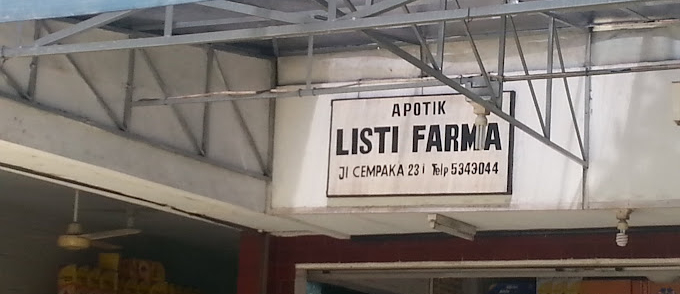 APOTIK
LISTI FARMA
Jl CEMPAKA 23 i Telp 5343044